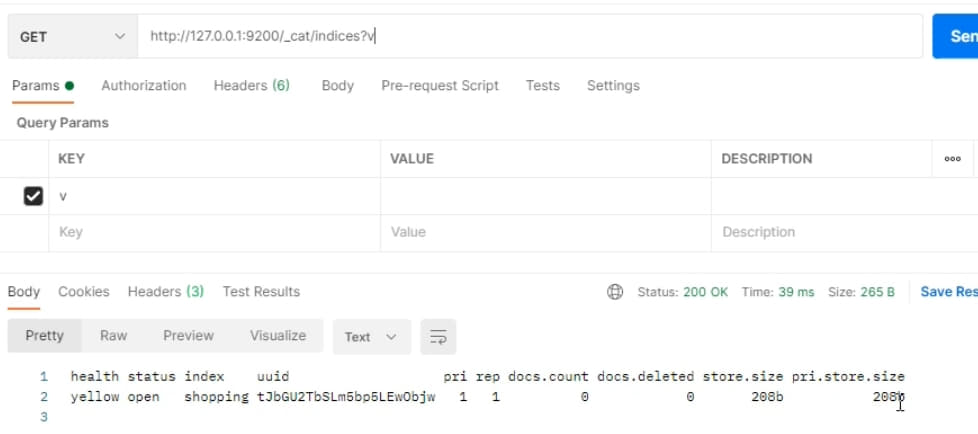 GET http://127.0.0.1:9200/_cat/indices?v Sen
Params Authorization Headers (6) Body Pre-request Script Tests Settings
Query Params
KEY VALUE DESCRIPTION ooo
v
Key Value Description
Body Cookies Headers (3) Test Results Status: 200 OK Time: 39 ms Size: 265 B Save Res
Pretty Raw Preview Visualize Text
1 health status index uuid pri rep docs.count docs.deleted store.size pri.store.size
2 yellow open shopping tJbGU2TbSLm5bp5LEwObjw 1 1 0 0 208b 208b
3